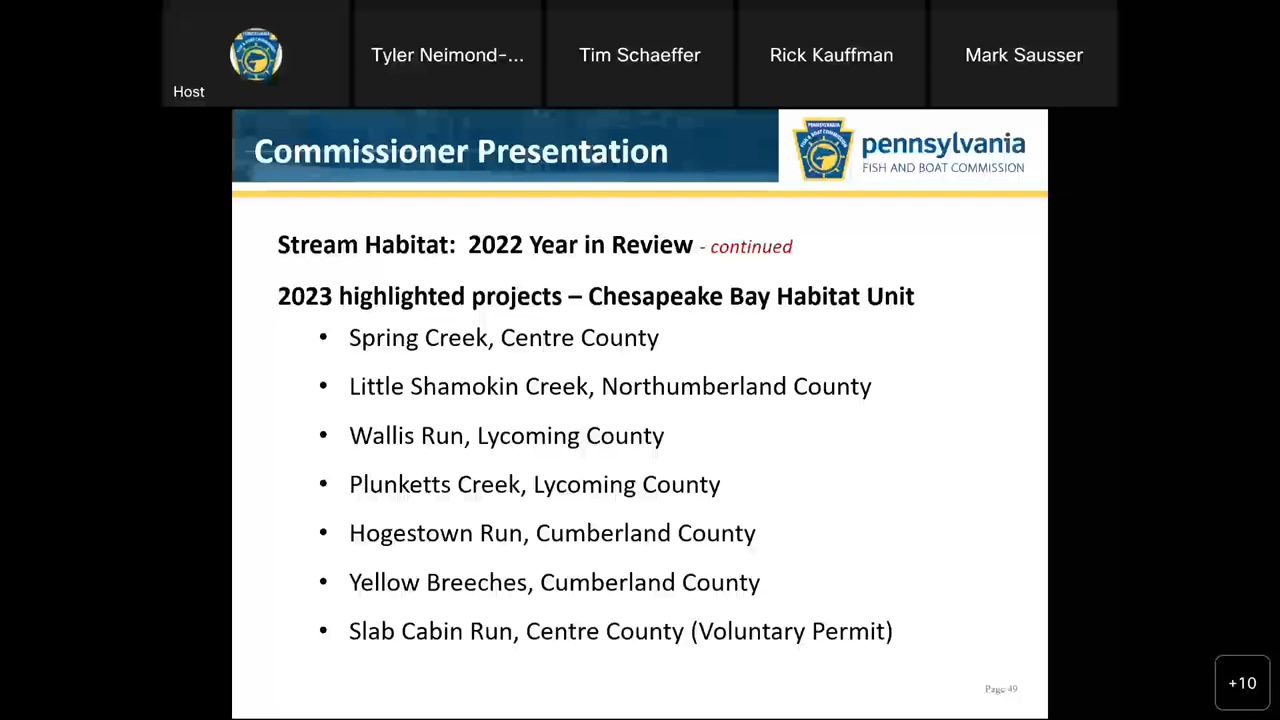 Host
Tyler Neimond-...
Tim Schaeffer
Rick Kauffman
Mark Sausser
Commissioner Presentation
pennsylvania
FISH AND BOAT COMMISSION
Stream Habitat: 2022 Year in Review - continued
2023 highlighted projects – Chesapeake Bay Habitat Unit
• Spring Creek, Centre County
• Little Shamokin Creek, Northumberland County
• Wallis Run, Lycoming County
• Plunketts Creek, Lycoming County
• Hogestown Run, Cumberland County
• Yellow Breeches, Cumberland County
• Slab Cabin Run, Centre County (Voluntary Permit)
Page 49
+10